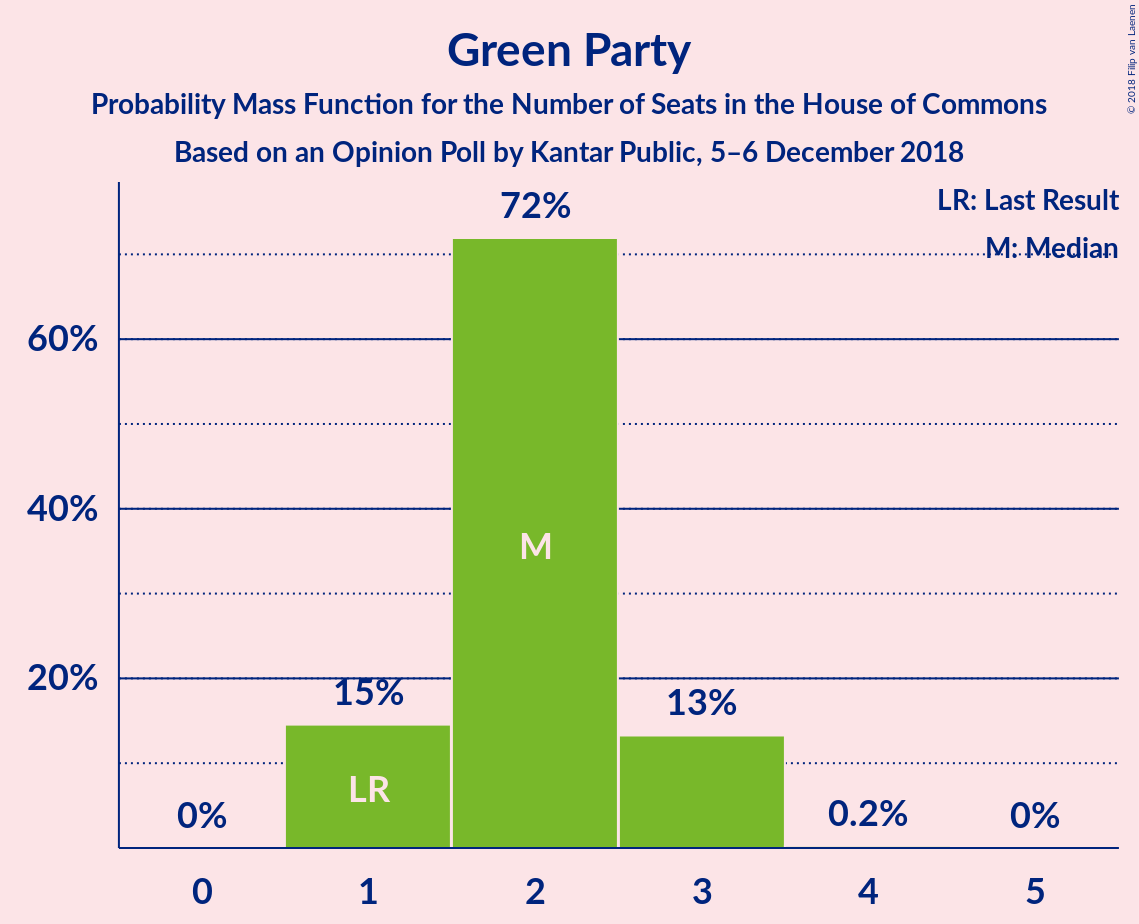 Green Party
Probability Mass Function for the Number of Seats in the House of Commons
Based on an Opinion Poll by Kantar Public, 5–6 December 2018
© 2018 Filip van Laenen
LR: Last Result
M: Median
72%
60%
40%
20%
M
15%
LR
13%
0%
0.2%
0%
0 1 2 3 4 5